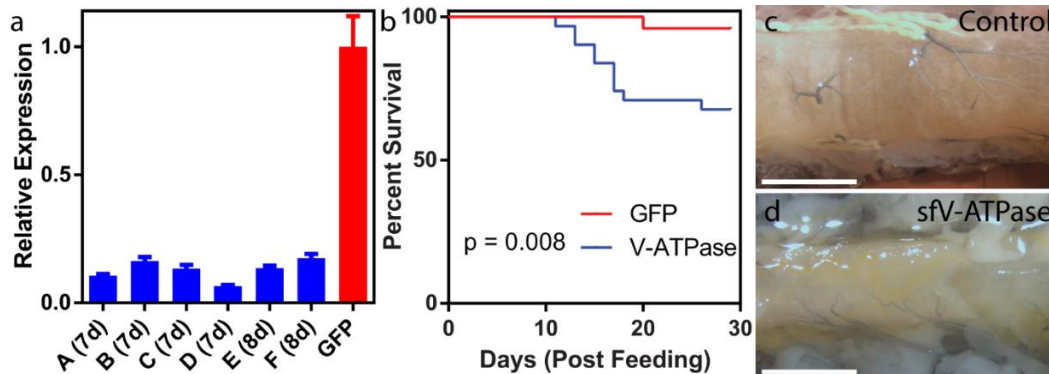 a
Relative Expression
1.0
0.5
0.0
A (7d)
B (7d)
C (7d)
D (7d)
E (8d)
F (8d)
GFP
b
Percent Survival
100
50
0
GFP
V-ATPase
p = 0.008
0 10 20 30
Days (Post Feeding)
c Control
d sfV-ATPase